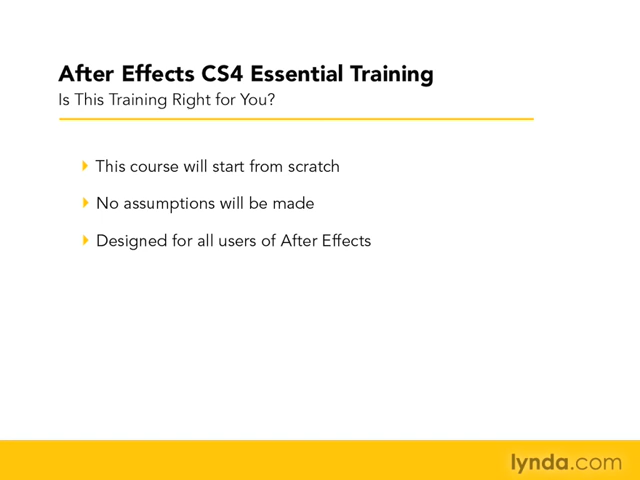 After Effects CS4 Essential Training
Is This Training Right for You?
This course will start from scratch
No assumptions will be made
Designed for all users of After Effects
lynda.com